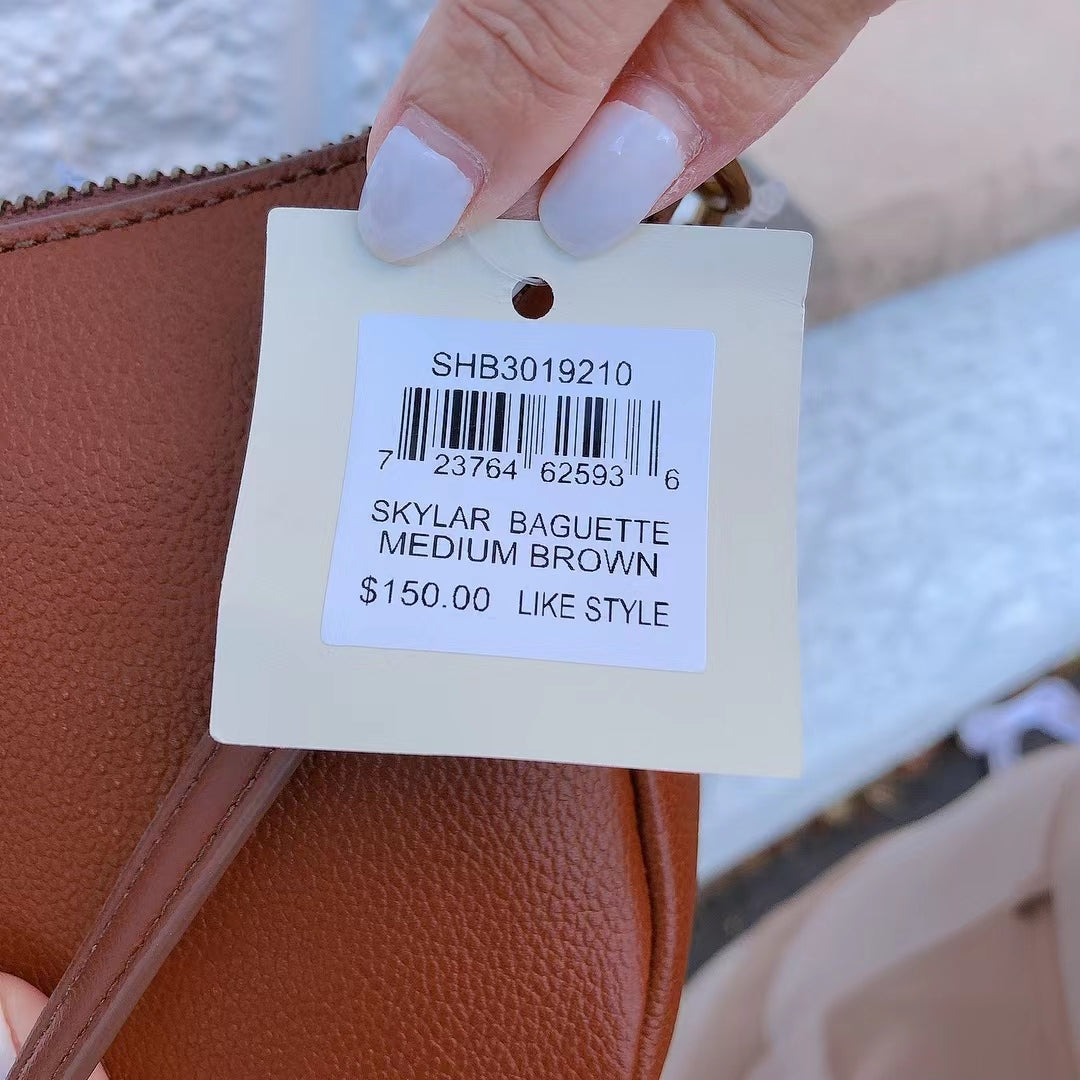 SHB3019210
7 23764 62593 6
SKYLAR BAGUETTE
MEDIUM BROWN
$150.00 LIKE STYLE